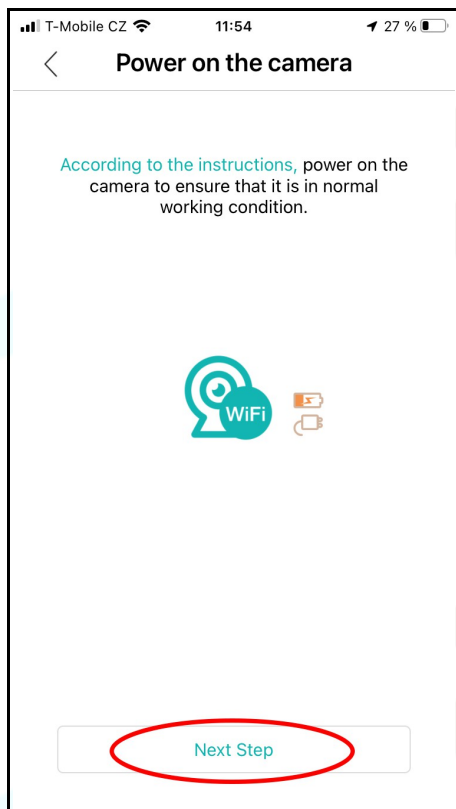 T-Mobile CZ 11:54 27 %
Power on the camera
According to the instructions, power on the
camera to ensure that it is in normal
working condition.
WiFi
Next Step